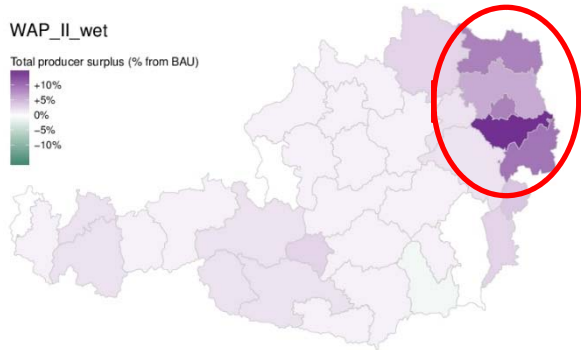 WAP_II_wet
Total producer surplus (% from BAU)
+10%
+5%
0%
−5%
−10%